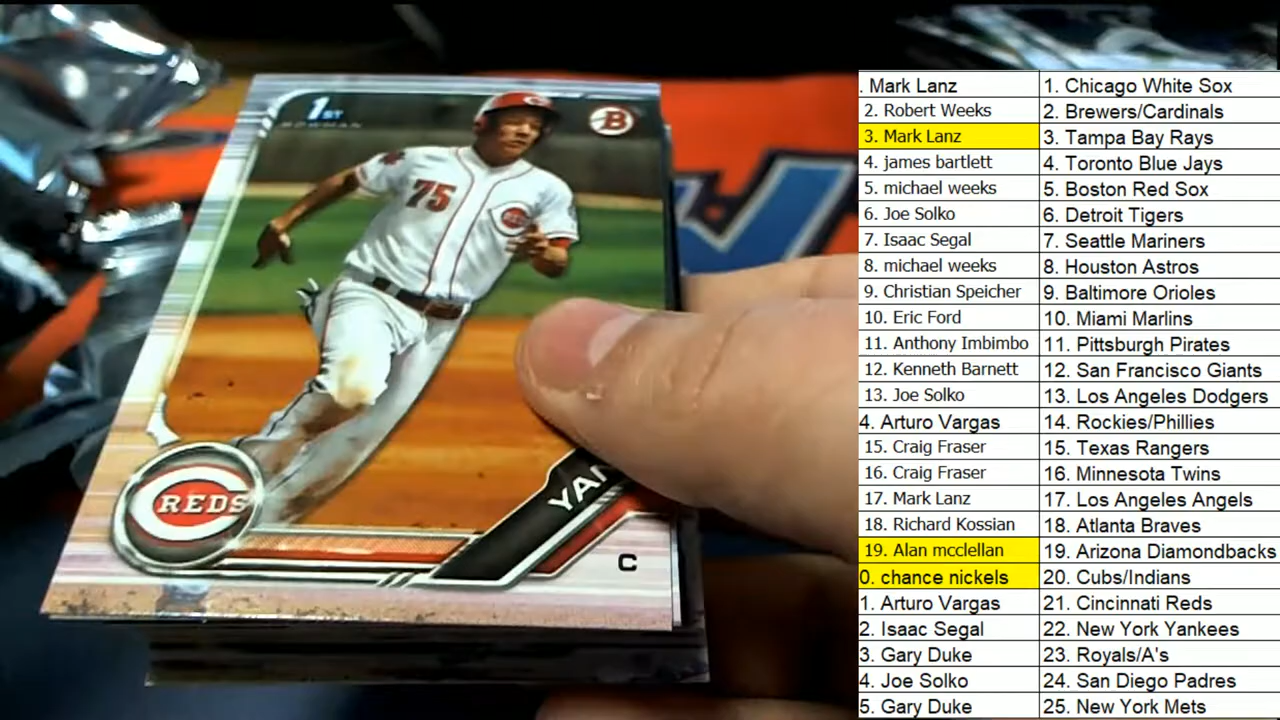 1ST
BOWMAN
B
75
REDS
YAN
C
. Mark Lanz 1. Chicago White Sox
2. Robert Weeks 2. Brewers/Cardinals
3. Mark Lanz 3. Tampa Bay Rays
4. james bartlett 4. Toronto Blue Jays
5. michael weeks 5. Boston Red Sox
6. Joe Solko 6. Detroit Tigers
7. Isaac Segal 7. Seattle Mariners
8. michael weeks 8. Houston Astros
9. Christian Speicher 9. Baltimore Orioles
10. Eric Ford 10. Miami Marlins
11. Anthony Imbimbo 11. Pittsburgh Pirates
12. Kenneth Barnett 12. San Francisco Giants
13. Joe Solko 13. Los Angeles Dodgers
4. Arturo Vargas 14. Rockies/Phillies
15. Craig Fraser 15. Texas Rangers
16. Craig Fraser 16. Minnesota Twins
17. Mark Lanz 17. Los Angeles Angels
18. Richard Kossian 18. Atlanta Braves
19. Alan mcclellan 19. Arizona Diamondbacks
0. chance nickels 20. Cubs/Indians
1. Arturo Vargas 21. Cincinnati Reds
2. Isaac Segal 22. New York Yankees
3. Gary Duke 23. Royals/A's
4. Joe Solko 24. San Diego Padres
5. Gary Duke 25. New York Mets